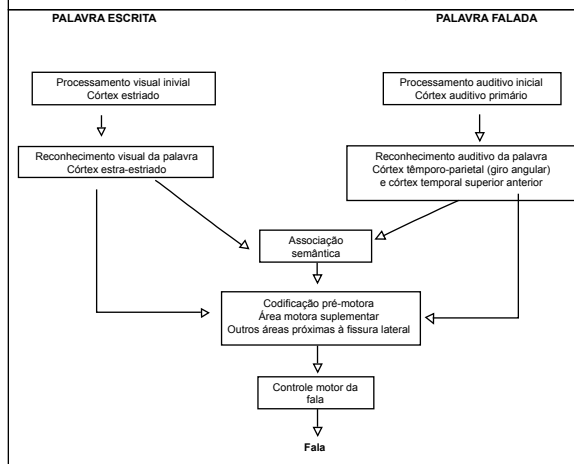 PALAVRA ESCRITA
PALAVRA FALADA
Processamento visual inivial
Córtex estriado
Processamento auditivo inicial
Córtex auditivo primário
Reconhecimento visual da palavra
Córtex estra-estriado
Reconhecimento auditivo da palavra
Córtex têmporo-parietal (giro angular)
e córtex temporal superior anterior
Associação
semântica
Codificação pré-motora
Área motora suplementar
Outros áreas próximas à fissura lateral
Controle motor da
fala
Fala